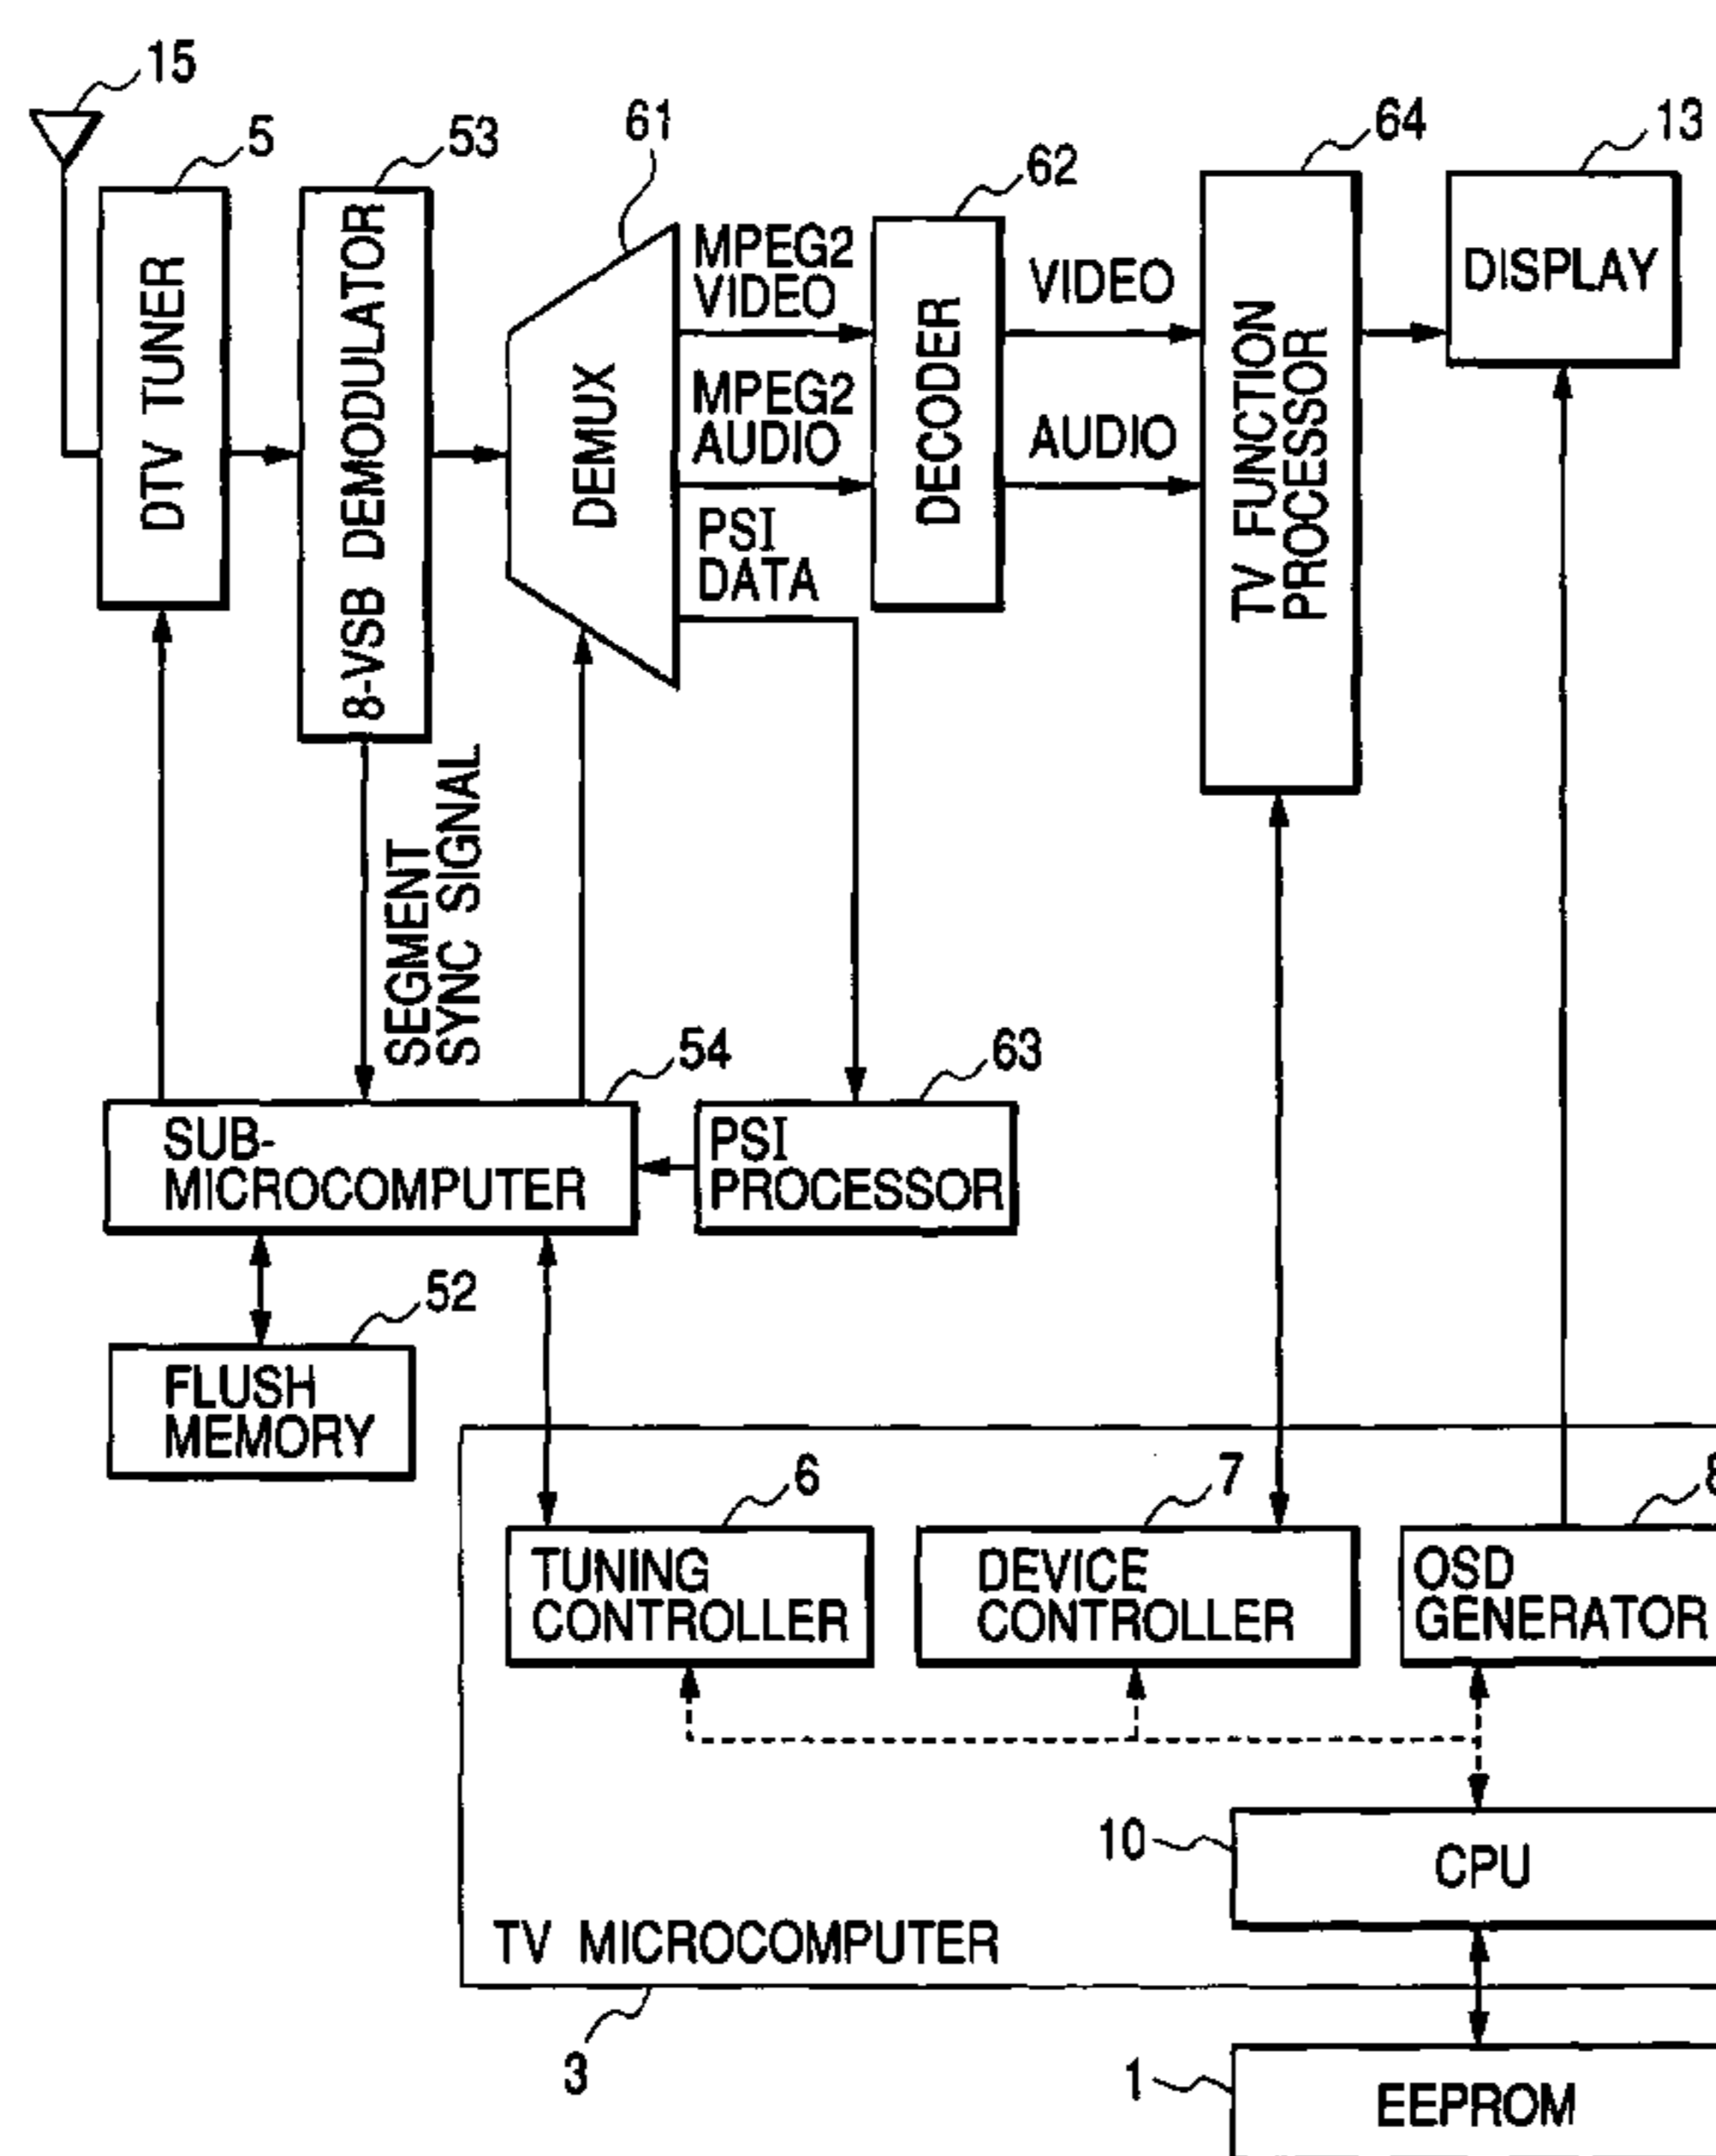 15
5
53
61
62
64
13
DTV TUNER
8-VSB DEMODULATOR
DEMUX
MPEG2
VIDEO
MPEG2
AUDIO
PSI
DATA
DECODER
VIDEO
AUDIO
TV FUNCTION
PROCESSOR
DISPLAY
SEGMENT
SYNC SIGNAL
54
63
SUB-
MICROCOMPUTER
PSI
PROCESSOR
52
FLUSH
MEMORY
6
7
8
TUNING
CONTROLLER
DEVICE
CONTROLLER
OSD
GENERATOR
10
CPU
TV MICROCOMPUTER
3
1
EEPROM